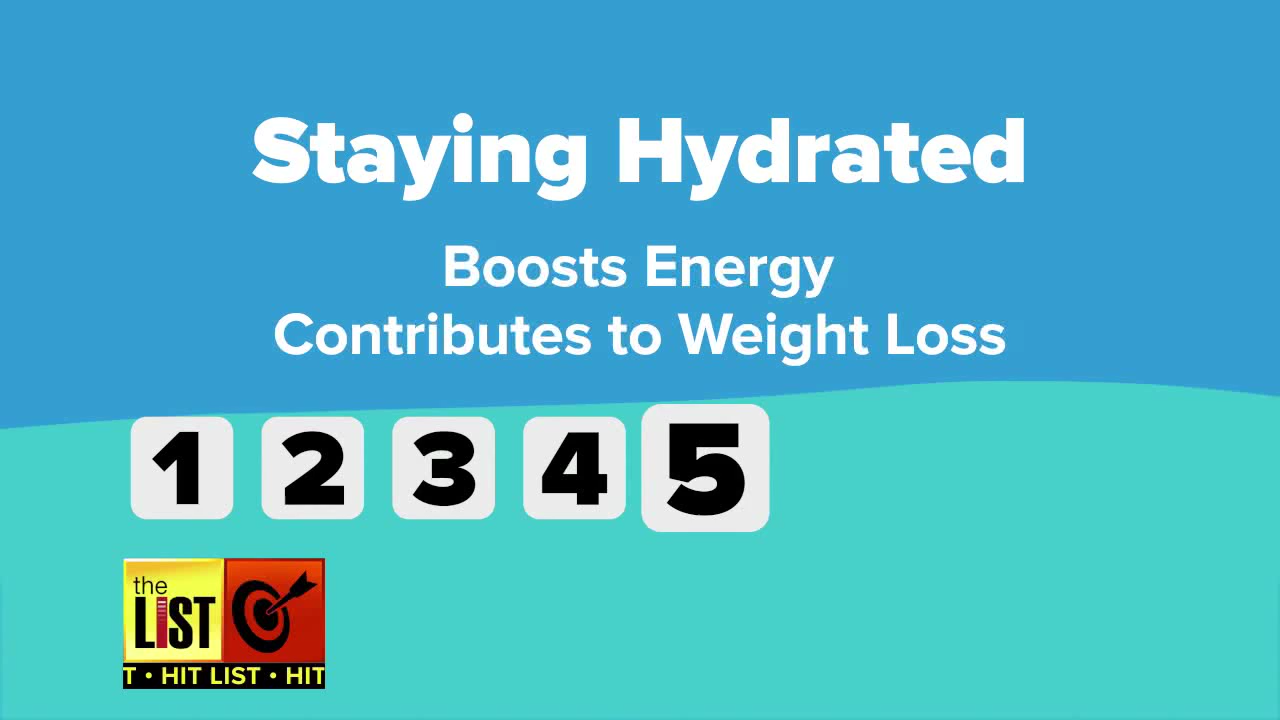 Staying Hydrated
Boosts Energy
Contributes to Weight Loss
1 2 3 4 5
the
LIST
T • HIT LIST • HIT